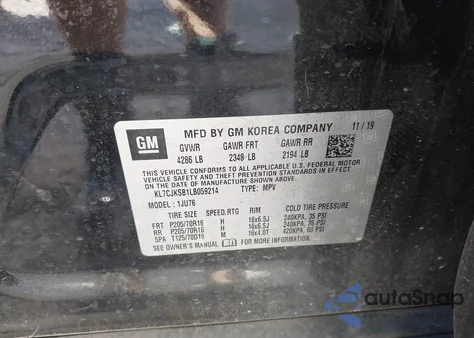 GM
MFD BY GM KOREA COMPANY 11/19
GVWR GAWR FRT GAWR RR
4286 LB 2348 LB 2194 LB
THIS VEHICLE CONFORMS TO ALL APPLICABLE U.S. FEDERAL MOTOR
VEHICLE SAFETY, BUMPER, AND THEFT PREVENTION STANDARDS IN EFFECT
ON THE DATE OF MANUFACTURE SHOWN ABOVE.
KL7CJKSB1LB059214 TYPE: MPV
MODEL: 1JU76
TIRE SIZE SPEED RTG RIM COLD TIRE PRESSURE
FRT P205/70R16 H 16x6.5J 240KPA, 35 PSI
RR P205/70R16 H 16x6.5J 240KPA, 35 PSI
SPA T125/70D16 M 16x4.0T 420KPA, 60 PSI
SEE OWNER'S MANUAL FOR ADDITIONAL INFORMATION
autoSnap